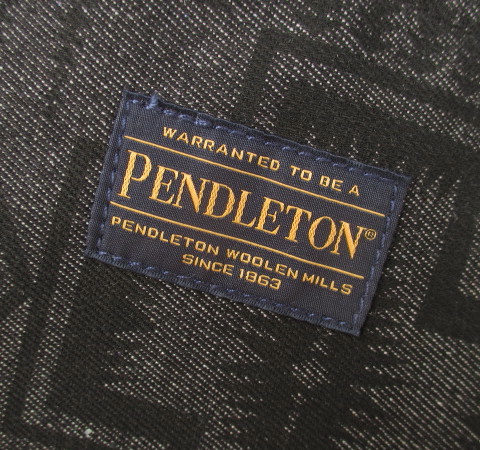 WARRANTED TO BE A
PENDLETON®
PENDLETON WOOLEN MILLS
SINCE 1863